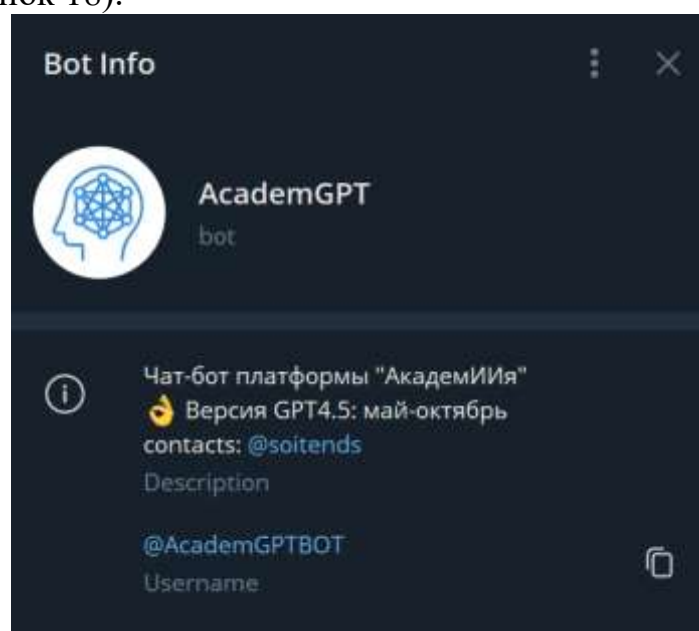 Bot Info
AcademGPT
bot
Чат-бот платформы "АкадемИИя"
👌 Версия GPT4.5: май-октябрь
contacts: @soitends
Description
@AcademGPTBOT
Username